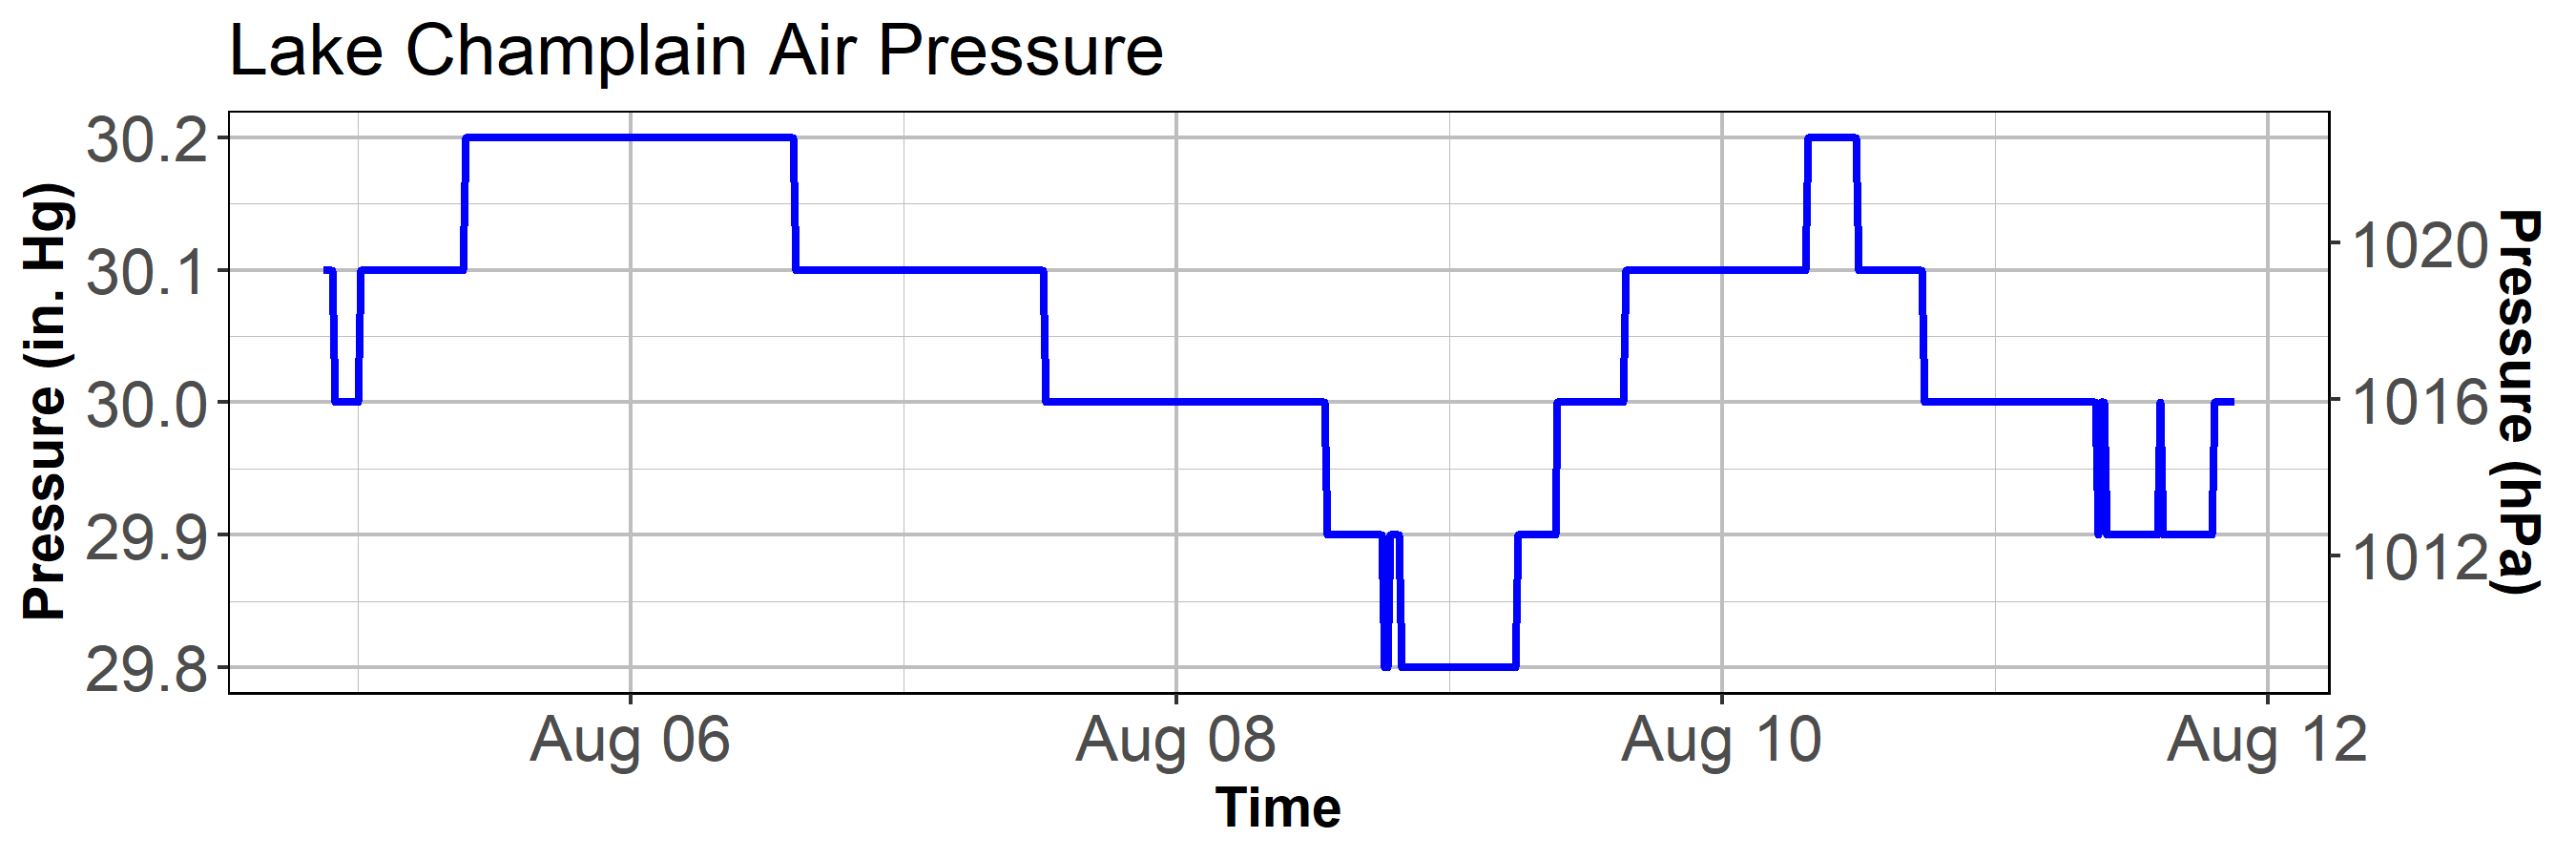 Lake Champlain Air Pressure
Pressure (in. Hg)
30.2
30.1
30.0
29.9
29.8
1020
1016
1012
Pressure (hPa)
Aug 06 Aug 08 Aug 10 Aug 12
Time